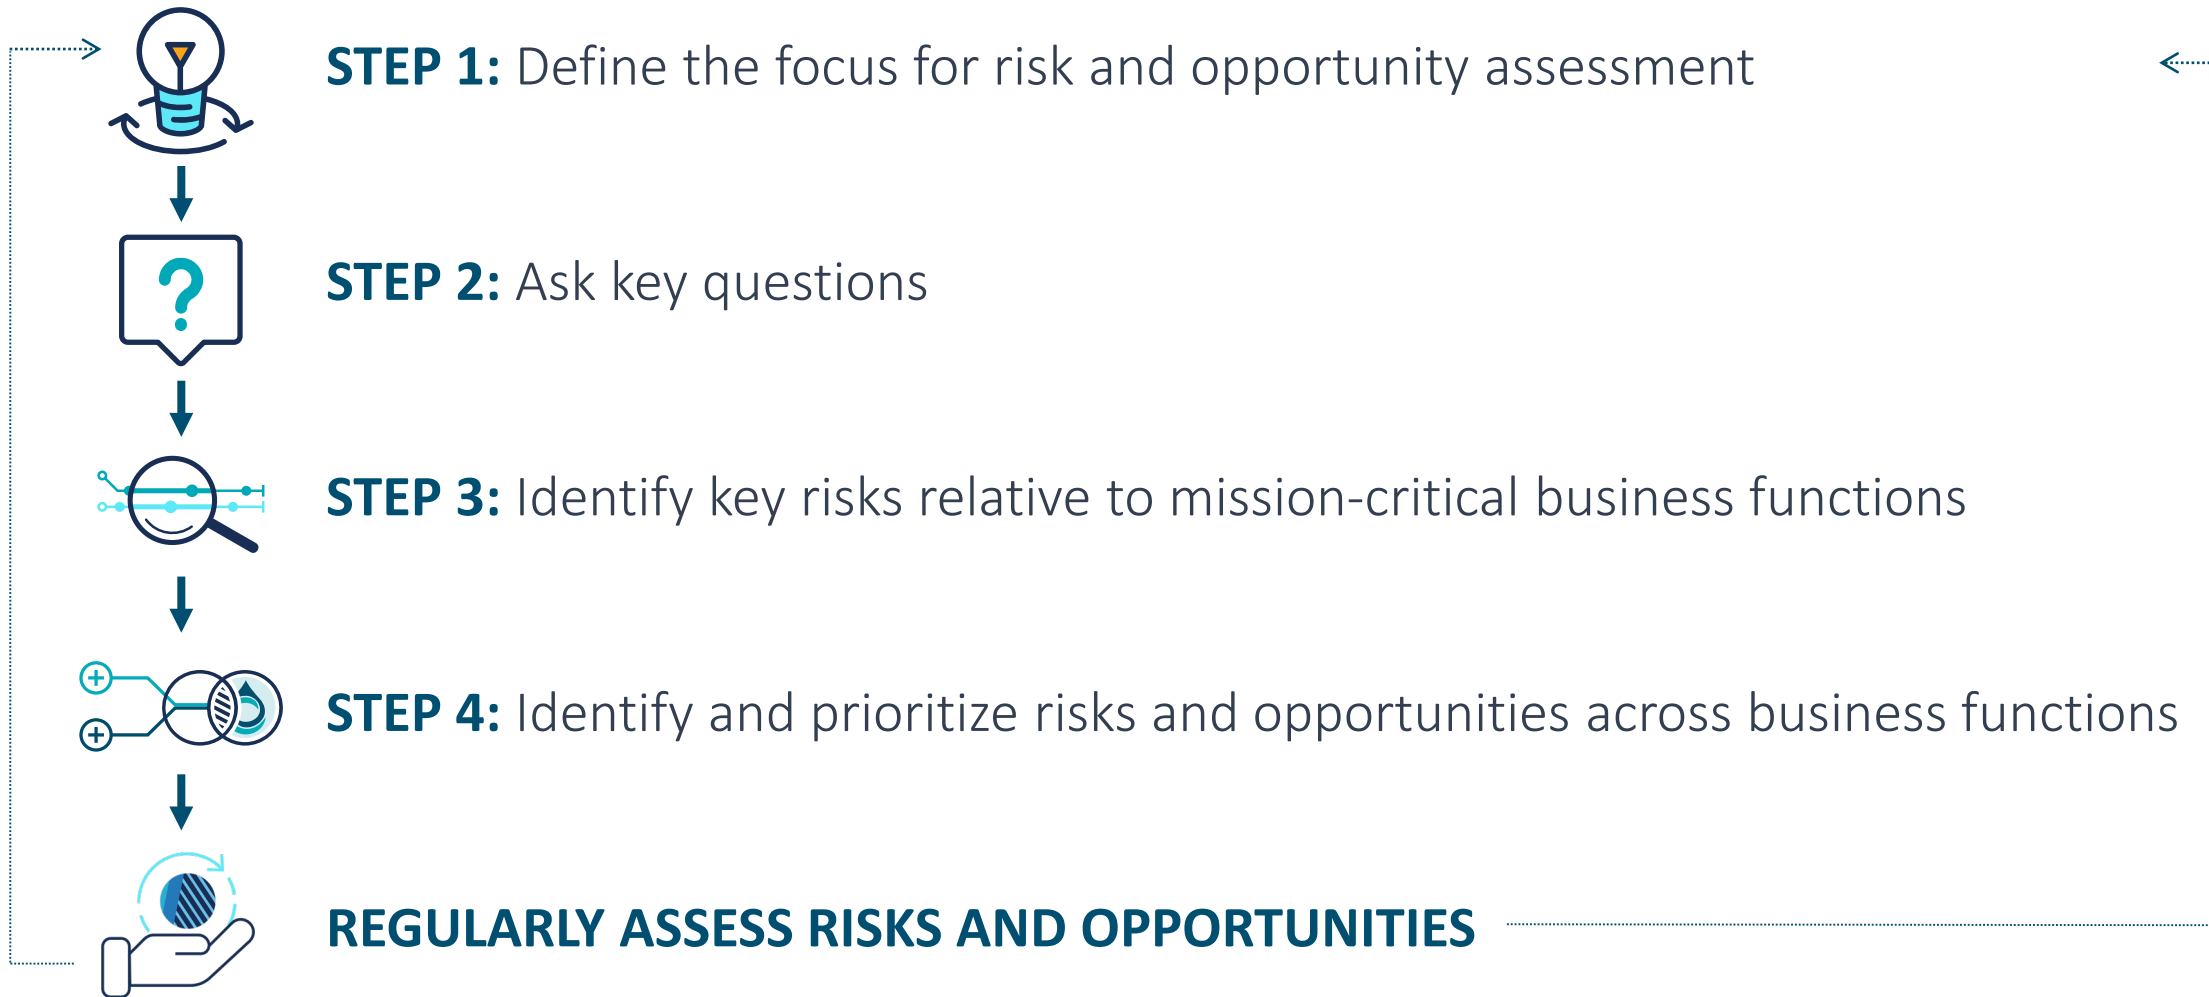 STEP 1: Define the focus for risk and opportunity assessment
STEP 2: Ask key questions
STEP 3: Identify key risks relative to mission-critical business functions
STEP 4: Identify and prioritize risks and opportunities across business functions
REGULARLY ASSESS RISKS AND OPPORTUNITIES